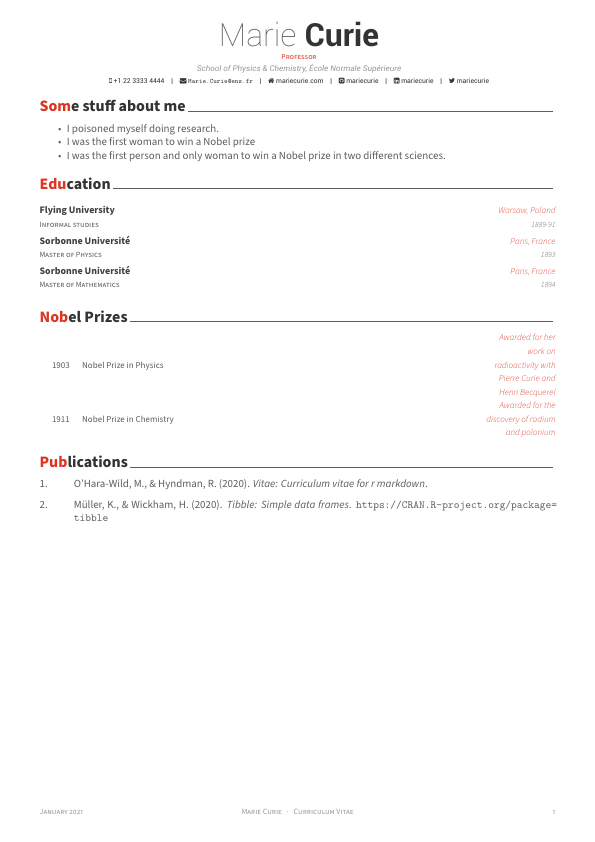 Marie Curie
Professor
School of Physics & Chemistry, École Normale Supérieure
+1 22 3333 4444 | Marie.Curie@ens.fr | mariecurie.com | mariecurie | mariecurie | mariecurie
Some stuff about me
• I poisoned myself doing research.
• I was the first woman to win a Nobel prize
• I was the first person and only woman to win a Nobel prize in two different sciences.
Education
Flying University Warsaw, Poland
Informal studies 1889-91
Sorbonne Université Paris, France
Master of Physics 1893
Sorbonne Université Paris, France
Master of Mathematics 1894
Nobel Prizes
1903 Nobel Prize in Physics
Awarded for her
work on
radioactivity with
Pierre Curie and
Henri Becquerel
1911 Nobel Prize in Chemistry
Awarded for the
discovery of radium
and polonium
Publications
1. O'Hara-Wild, M., & Hyndman, R. (2020). Vitae: Curriculum vitae for r markdown.
2. Müller, K., & Wickham, H. (2020). Tibble: Simple data frames. https://CRAN.R-project.org/package=
tibble
January 2021 Marie Curie · Curriculum Vitae 1